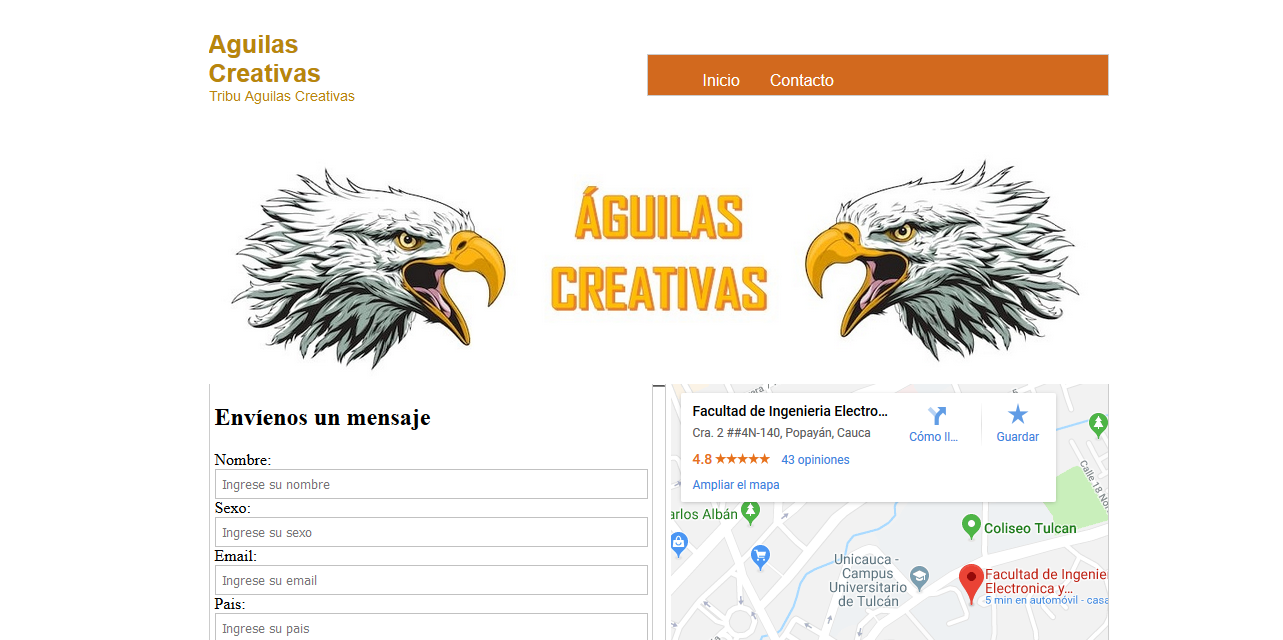 Aguilas
Creativas
Tribu Aguilas Creativas
Inicio Contacto
ÁGUILAS
CREATIVAS
Envíenos un mensaje
Nombre:
Ingrese su nombre
Sexo:
Ingrese su sexo
Email:
Ingrese su email
Pais:
Ingrese su pais
Facultad de Ingenieria Electro…
Cra. 2 ##4N-140, Popayán, Cauca
4.8 ★★★★★ 43 opiniones
Ampliar el mapa
Cómo ll…
Guardar
Calle 18 No
arlos Albán
Coliseo Tulcan
Unicauca -
Campus
Universitario
de Tulcán
Facultad de Ingenier
Electronica y…
5 min en automóvil - casa